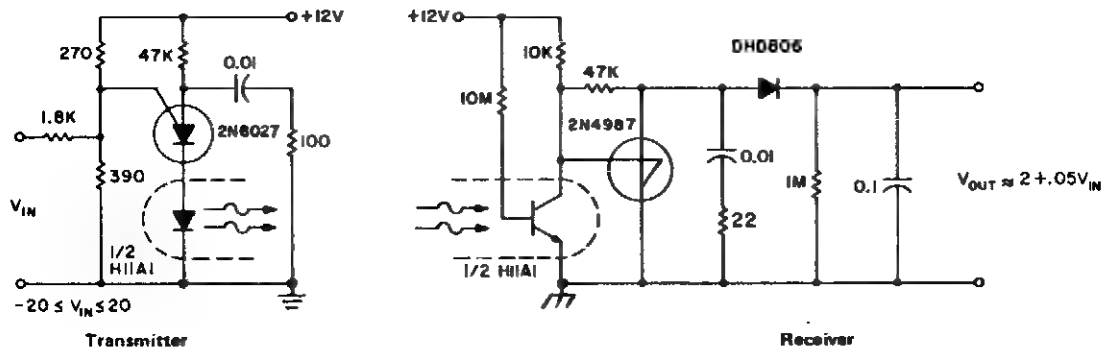 +12V
270
47K
0.01
1.8K
2N6027
100
390
V_IN
1/2
H11A1
-20 ≤ V_IN ≤ 20
Transmitter
+12V
10K
DHD806
47K
10M
2N4987
0.01
1M
0.1
V_OUT ≈ 2+.05V_IN
22
1/2 H11A1
Receiver